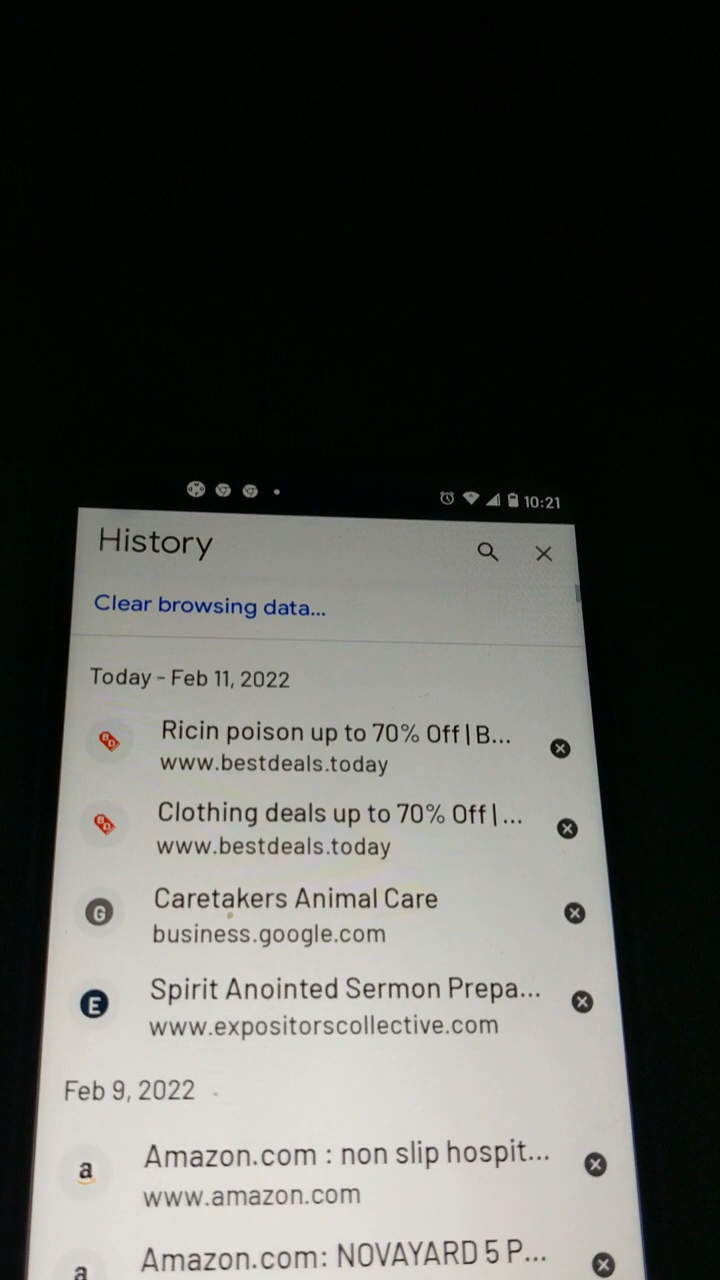 10:21
History
Clear browsing data...
Today - Feb 11, 2022
Ricin poison up to 70% Off | B...
www.bestdeals.today
Clothing deals up to 70% Off | ...
www.bestdeals.today
G
Caretakers Animal Care
business.google.com
E
Spirit Anointed Sermon Prepa...
www.expositorscollective.com
Feb 9, 2022
a
Amazon.com : non slip hospit...
www.amazon.com
a
Amazon.com: NOVAYARD 5 P...